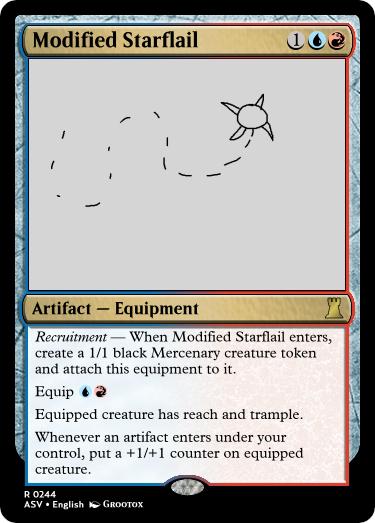 Modified Starflail 1
Artifact — Equipment
Recruitment — When Modified Starflail enters,
create a 1/1 black Mercenary creature token
and attach this equipment to it.
Equip
Equipped creature has reach and trample.
Whenever an artifact enters under your
control, put a +1/+1 counter on equipped
creature.
R 0244
ASV • English Grootox